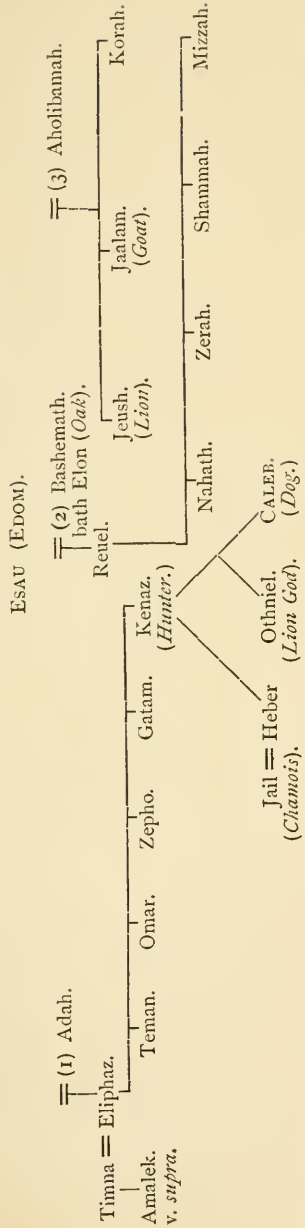 ESAU (EDOM).
= (1) Adah.
= (2) Bashemath.
bath Elon (Oak).
= (3) Aholibamah.
Timna = Eliphaz.
Reuel.
Jeush.
(Lion).
Jaalam.
(Goat).
Korah.
Amalek.
v. supra.
Teman.
Omar.
Zepho.
Gatam.
Kenaz.
(Hunter.)
Nahath.
Zerah.
Shammah.
Mizzah.
Jail = Heber
(Chamois).
Othniel.
(Lion God).
CALEB.
(Dog.)